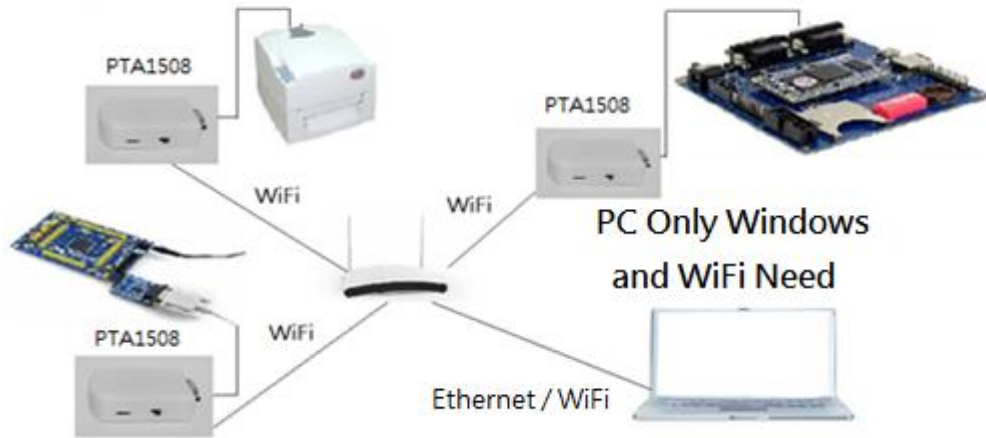 PTA1508
PTA1508
WiFi
WiFi
PC Only Windows
and WiFi Need
PTA1508
WiFi
Ethernet / WiFi